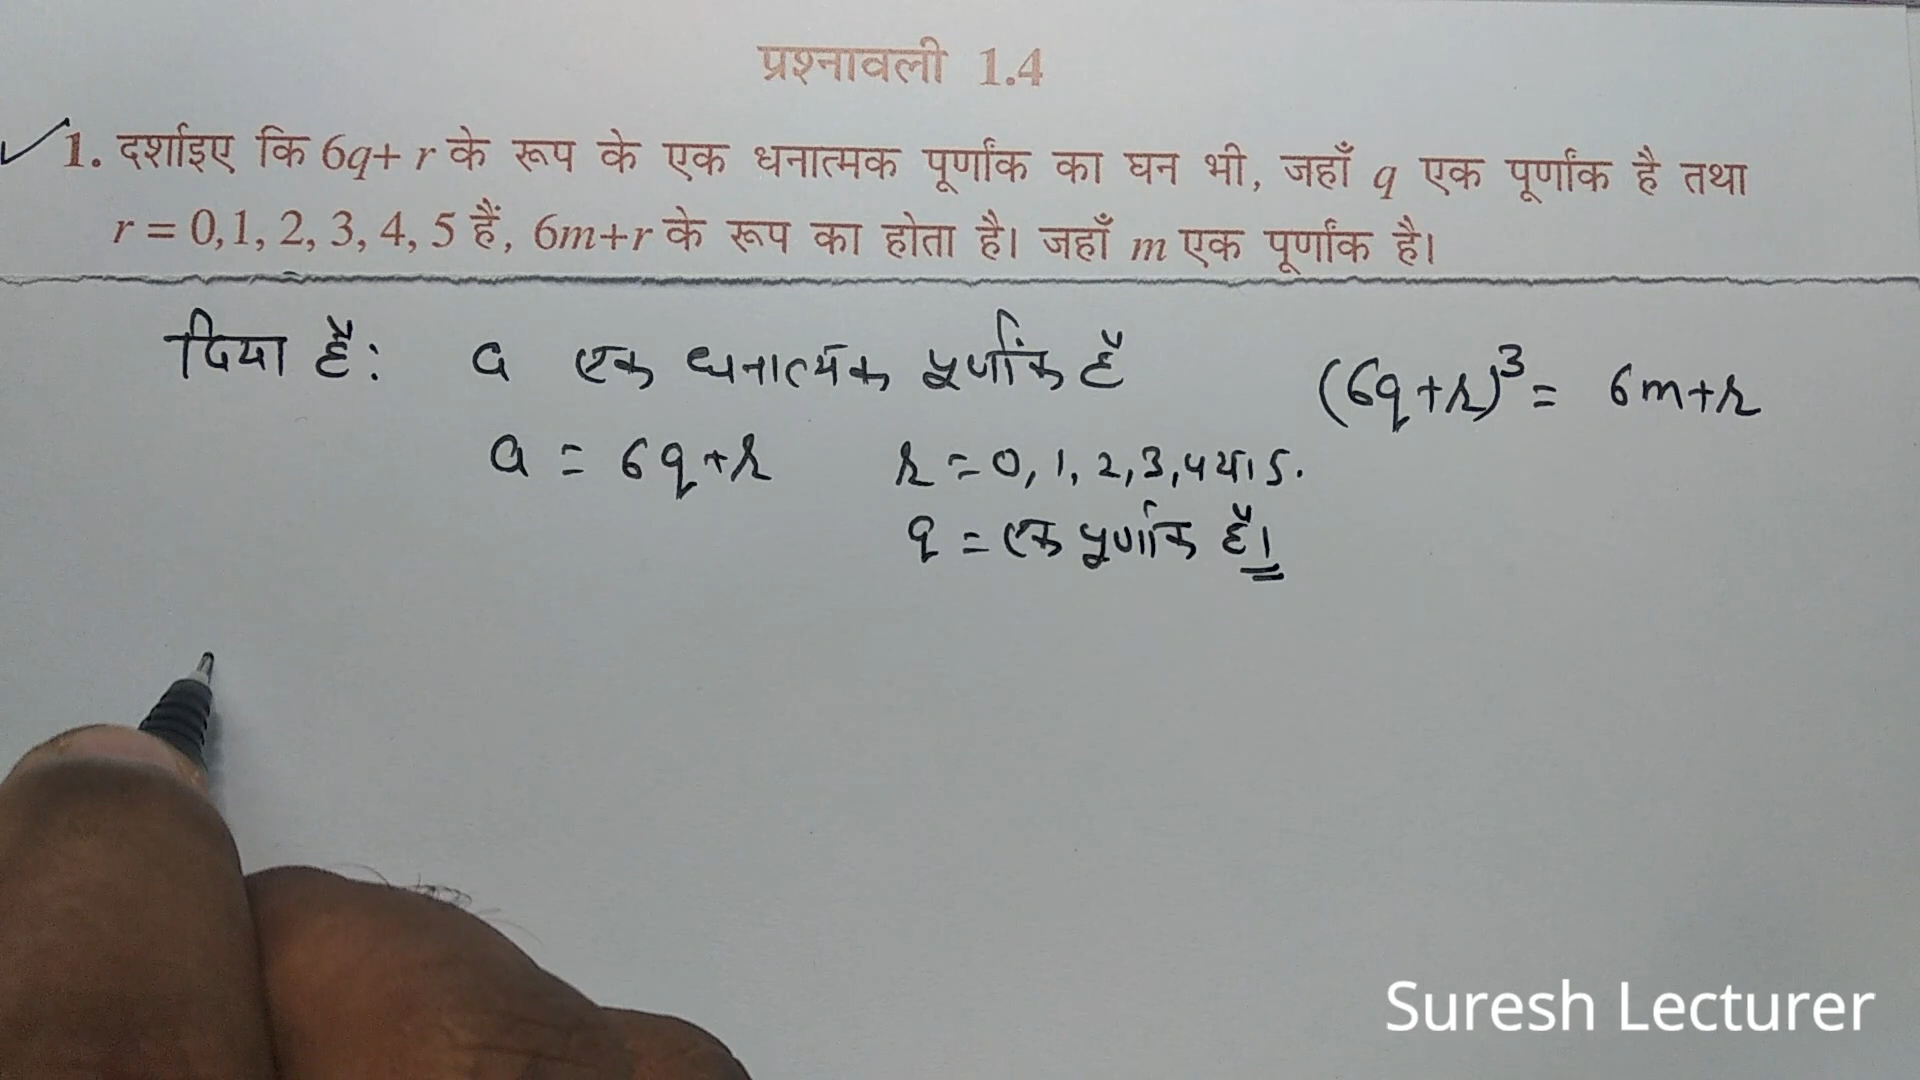 प्रश्नावली 1.4
1. दर्शाइए कि 6q+ r के रूप के एक धनात्मक पूर्णांक का घन भी, जहाँ q एक पूर्णांक है तथा
r = 0, 1, 2, 3, 4, 5 हैं, 6m+r के रूप का होता है। जहाँ m एक पूर्णांक है।
दिया है: a एक धनात्मक पूर्णांक है (6q+r)³ = 6m+r
a = 6q+r r = 0, 1, 2, 3, 4 या 5.
q = एक पूर्णांक है।
Suresh Lecturer